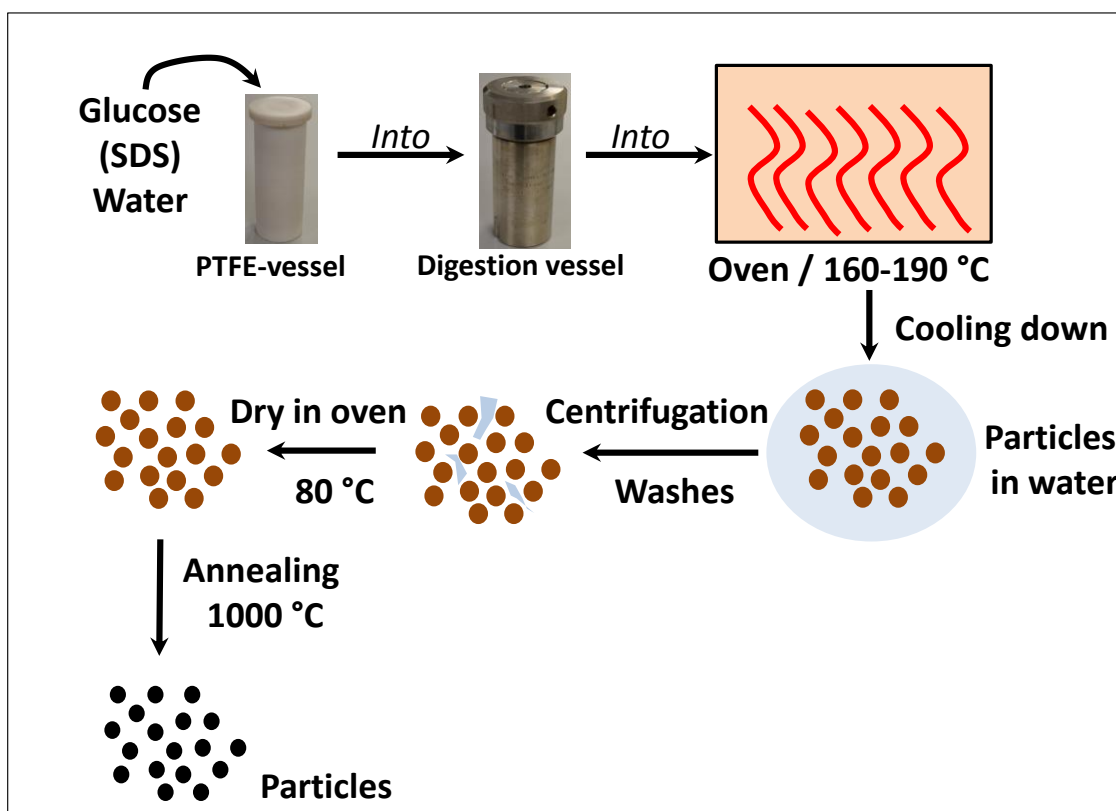 Glucose
(SDS)
Water
Into
Into
PTFE-vessel
Digestion vessel
Oven / 160-190 °C
Cooling down
Particles
in water
Centrifugation
Washes
Dry in oven
80 °C
Annealing
1000 °C
Particles